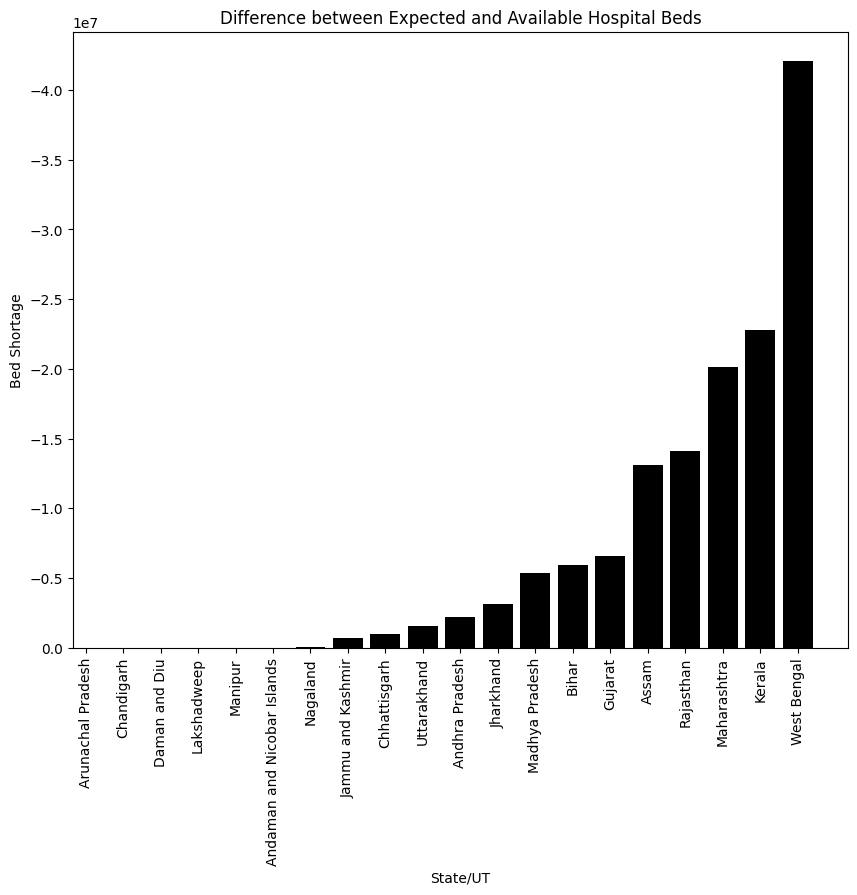 Difference between Expected and Available Hospital Beds
1e7
−4.0
−3.5
−3.0
−2.5
−2.0
−1.5
−1.0
−0.5
0.0
Bed Shortage
Arunachal Pradesh
Chandigarh
Daman and Diu
Lakshadweep
Manipur
Andaman and Nicobar Islands
Nagaland
Jammu and Kashmir
Chhattisgarh
Uttarakhand
Andhra Pradesh
Jharkhand
Madhya Pradesh
Bihar
Gujarat
Assam
Rajasthan
Maharashtra
Kerala
West Bengal
State/UT